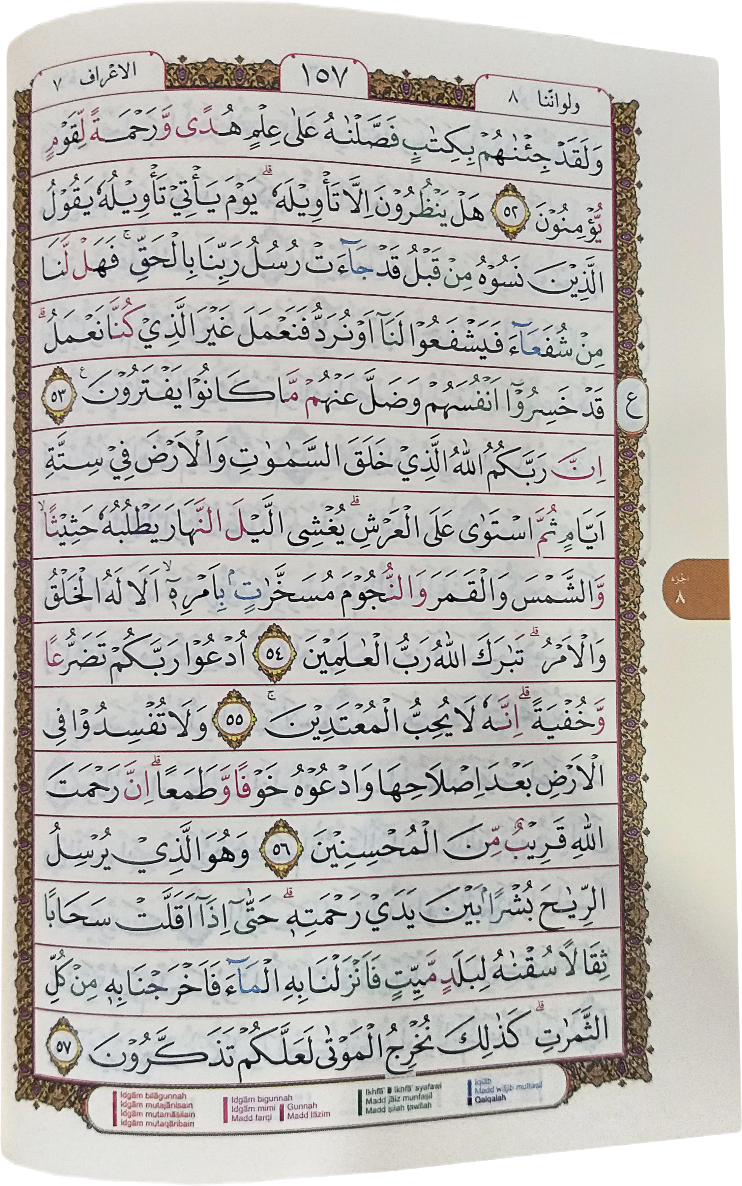 الاعراف ٧
١٥٧
ولواننا ٨
وَلَقَدْ جِئْنٰهُمْ بِكِتٰبٍ فَصَّلْنٰهُ عَلٰى عِلْمٍ هُدًى وَّرَحْمَةً لِّقَوْمٍ
يُّؤْمِنُوْنَ ٥٢ هَلْ يَنْظُرُوْنَ اِلَّا تَأْوِيْلَهٗۗ يَوْمَ يَأْتِيْ تَأْوِيْلُهٗ يَقُوْلُ
الَّذِيْنَ نَسُوْهُ مِنْ قَبْلُ قَدْ جَاۤءَتْ رُسُلُ رَبِّنَا بِالْحَقِّۚ فَهَلْ لَّنَا
مِنْ شُفَعَاۤءَ فَيَشْفَعُوْا لَنَآ اَوْ نُرَدُّ فَنَعْمَلَ غَيْرَ الَّذِيْ كُنَّا نَعْمَلُۗ
قَدْ خَسِرُوْٓا اَنْفُسَهُمْ وَضَلَّ عَنْهُمْ مَّا كَانُوْا يَفْتَرُوْنَ ࣖ ٥٣
ع
اِنَّ رَبَّكُمُ اللّٰهُ الَّذِيْ خَلَقَ السَّمٰوٰتِ وَالْاَرْضَ فِيْ سِتَّةِ
اَيَّامٍ ثُمَّ اسْتَوٰى عَلَى الْعَرْشِۗ يُغْشِى الَّيْلَ النَّهَارَ يَطْلُبُهٗ حَثِيْثًاۙ
وَّالشَّمْسَ وَالْقَمَرَ وَالنُّجُوْمَ مُسَخَّرٰتٍۢ بِاَمْرِهٖٓۙ اَلَا لَهُ الْخَلْقُ
وَالْاَمْرُۗ تَبٰرَكَ اللّٰهُ رَبُّ الْعٰلَمِيْنَ ٥٤ اُدْعُوْا رَبَّكُمْ تَضَرُّعًا
وَّخُفْيَةًۗ اِنَّهٗ لَا يُحِبُّ الْمُعْتَدِيْنَۚ ٥٥ وَلَا تُفْسِدُوْا فِى
الْاَرْضِ بَعْدَ اِصْلَاحِهَا وَادْعُوْهُ خَوْفًا وَّطَمَعًاۗ اِنَّ رَحْمَتَ
اللّٰهِ قَرِيْبٌ مِّنَ الْمُحْسِنِيْنَ ٥٦ وَهُوَ الَّذِيْ يُرْسِلُ
الرِّيٰحَ بُشْرًاۢ بَيْنَ يَدَيْ رَحْمَتِهٖۗ حَتّٰٓى اِذَآ اَقَلَّتْ سَحَابًا
ثِقَالًا سُقْنٰهُ لِبَلَدٍ مَّيِّتٍ فَاَنْزَلْنَا بِهِ الْمَاۤءَ فَاَخْرَجْنَا بِهٖ مِنْ كُلِّ
الثَّمَرٰتِۗ كَذٰلِكَ نُخْرِجُ الْمَوْتٰى لَعَلَّكُمْ تَذَكَّرُوْنَ ٥٧
الجزء
٨
Idgām bilāgunnah
Idgām mutajānisain
Idgām mutamāṡilain
Idgām mutaqāribain
Idgām bigunnah
Idgām mimi
Gunnah
Madd farqi
Madd lāzim
Ikhfā'
Ikhfā' syafawi
Madd jāiz munfaṣil
Madd ṣilah ṭawīlah
Iqlāb
Madd wājib muttaṣil
Qalqalah